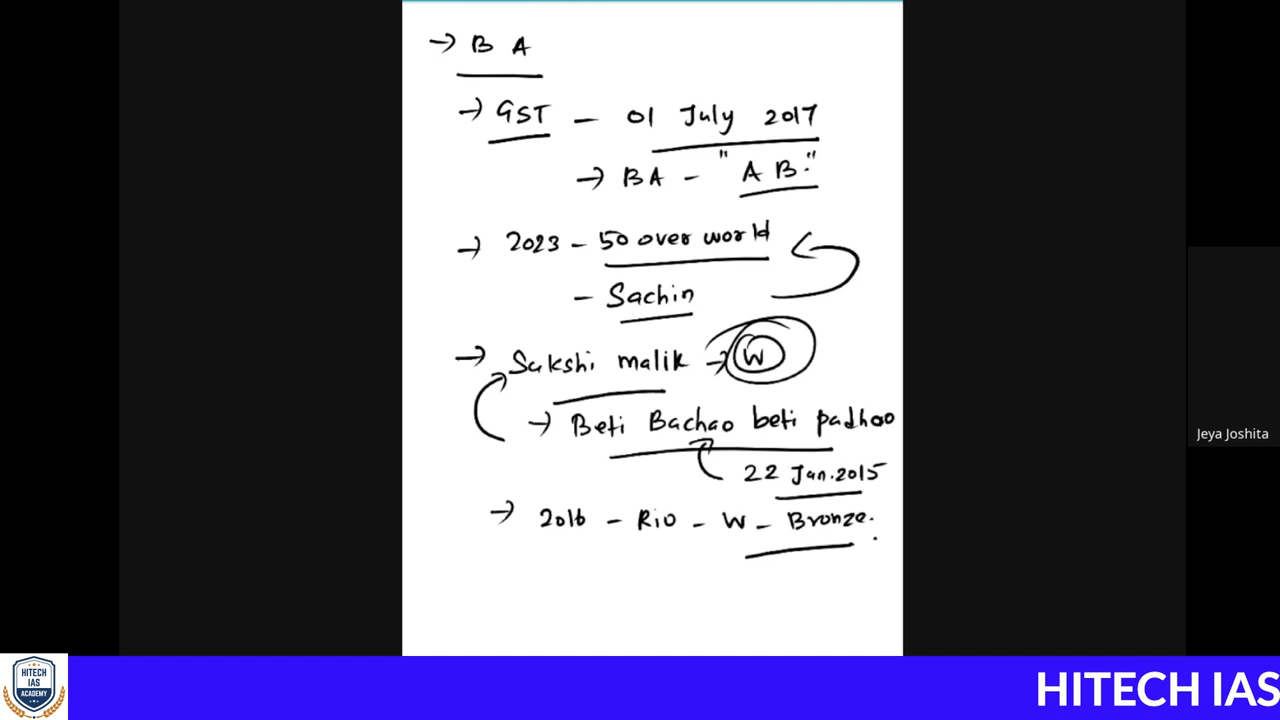 → B A
→ GST - 01 July 2017
→ BA - "A B."
→ 2023 - 50 over world
- Sachin
→ Sakshi malik → W
→ Beti Bachao beti padhao
22 Jan.2015
→ 2016 - Rio - W - Bronze.
Jeya Joshita
HITECH
IAS
ACADEMY
HITECH IAS